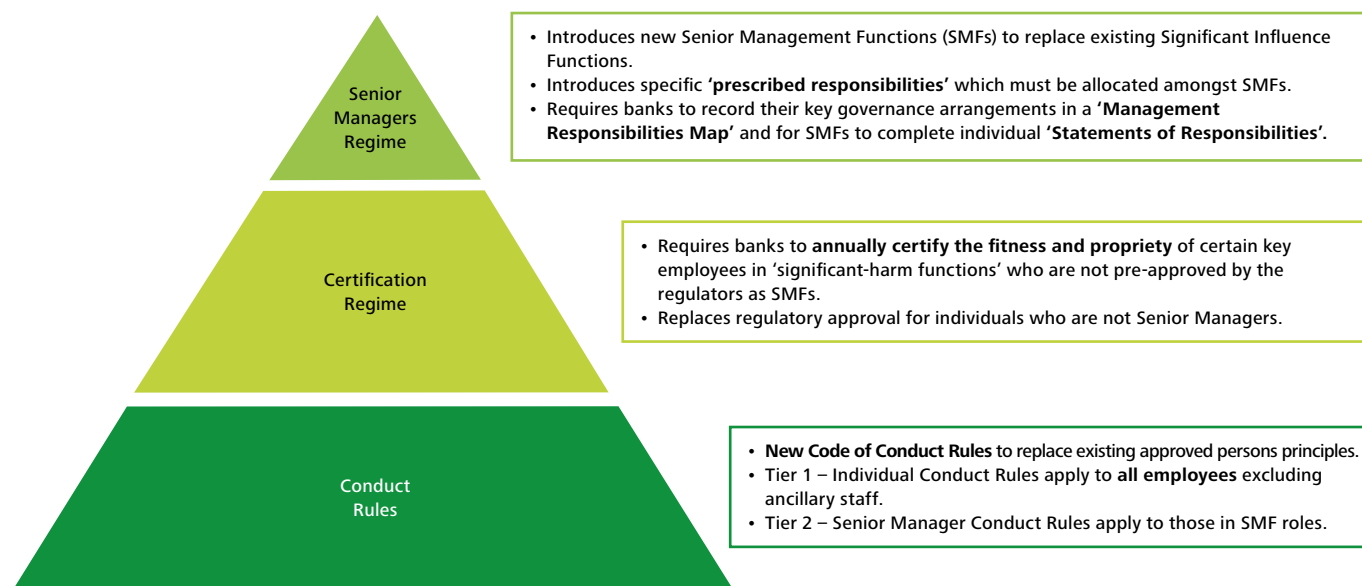 Senior
Managers
Regime
• Introduces new Senior Management Functions (SMFs) to replace existing Significant Influence
Functions.
• Introduces specific ‘prescribed responsibilities’ which must be allocated amongst SMFs.
• Requires banks to record their key governance arrangements in a ‘Management
Responsibilities Map’ and for SMFs to complete individual ‘Statements of Responsibilities’.
Certification
Regime
• Requires banks to annually certify the fitness and propriety of certain key
employees in ‘significant-harm functions’ who are not pre-approved by the
regulators as SMFs.
• Replaces regulatory approval for individuals who are not Senior Managers.
Conduct
Rules
• New Code of Conduct Rules to replace existing approved persons principles.
• Tier 1 – Individual Conduct Rules apply to all employees excluding
ancillary staff.
• Tier 2 – Senior Manager Conduct Rules apply to those in SMF roles.